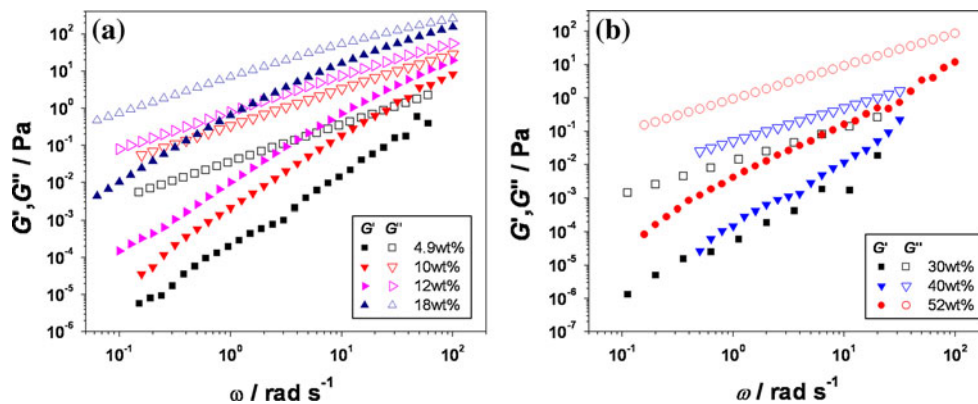 (a)
G',G'' / Pa
10²
10¹
10⁰
10⁻¹
10⁻²
10⁻³
10⁻⁴
10⁻⁵
10⁻⁶
G' G''
4.9wt%
10wt%
12wt%
18wt%
10⁻¹ 10⁰ 10¹ 10²
ω / rad s⁻¹
(b)
G',G'' / Pa
10²
10¹
10⁰
10⁻¹
10⁻²
10⁻³
10⁻⁴
10⁻⁵
10⁻⁶
10⁻⁷
G' G''
30wt%
40wt%
52wt%
10⁻¹ 10⁰ 10¹ 10²
ω / rad s⁻¹